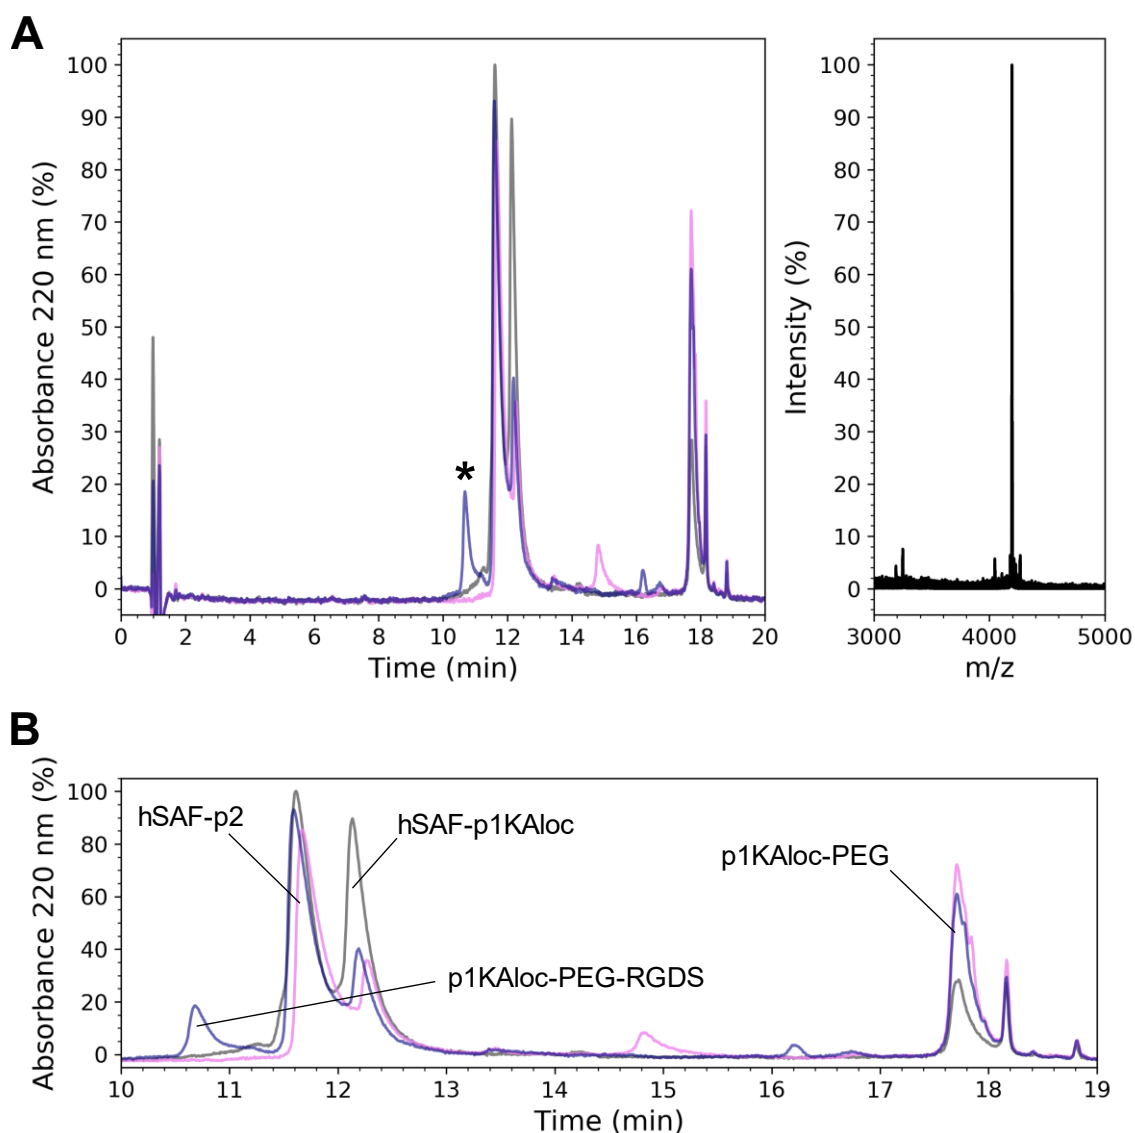 A
Absorbance 220 nm (%)
100
90
80
70
60
50
40
30
20
10
0
*
0 2 4 6 8 10 12 14 16 18 20
Time (min)
Intensity (%)
100
90
80
70
60
50
40
30
20
10
0
3000 4000 5000
m/z
B
Absorbance 220 nm (%)
100
80
60
40
20
0
hSAF-p2
hSAF-p1KAloc
p1KAloc-PEG
p1KAloc-PEG-RGDS
10 11 12 13 14 15 16 17 18 19
Time (min)